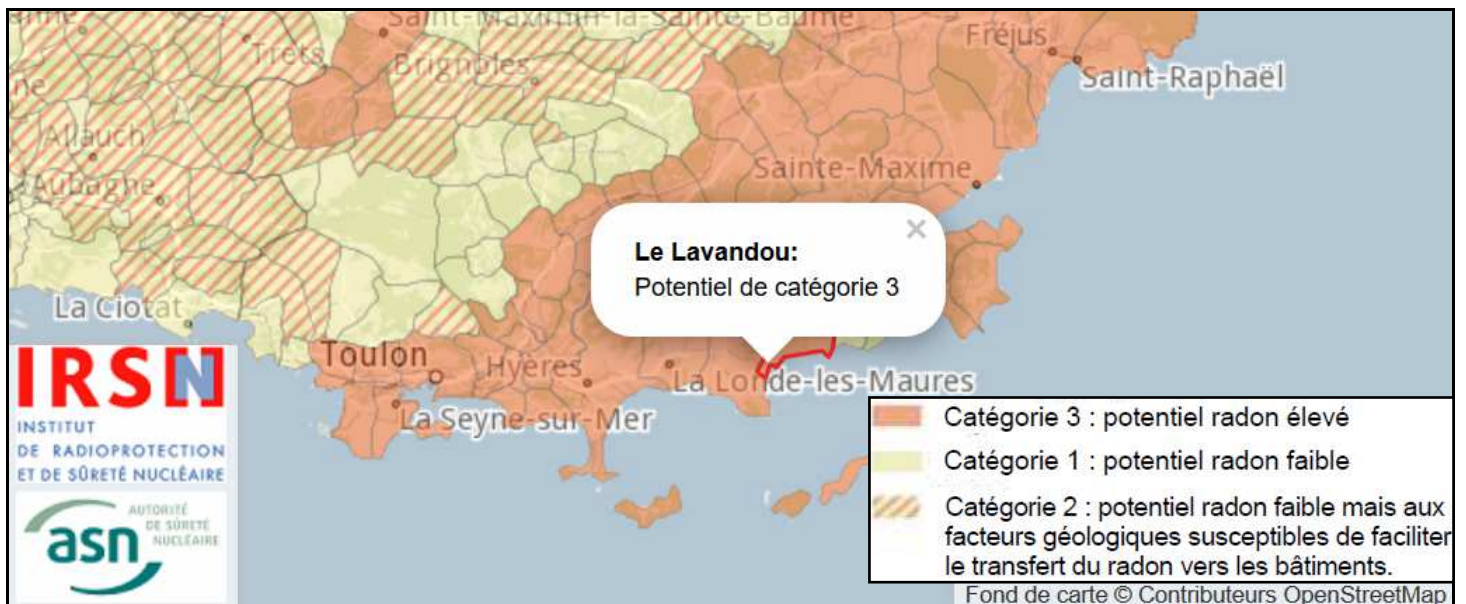 Saint-Maximin-la-Sainte-Baume
Trets
Brignoles
Fréjus
Saint-Raphaël
Allauch
Aubagne
Sainte-Maxime
×
Le Lavandou:
Potentiel de catégorie 3
La Ciotat
Toulon
Hyères
La Londe-les-Maures
La Seyne-sur-Mer
IRSN
INSTITUT
DE RADIOPROTECTION
ET DE SÛRETÉ NUCLÉAIRE
asn
AUTORITÉ
DE SÛRETÉ
NUCLÉAIRE
Catégorie 3 : potentiel radon élevé
Catégorie 1 : potentiel radon faible
Catégorie 2 : potentiel radon faible mais aux
facteurs géologiques susceptibles de faciliter
le transfert du radon vers les bâtiments.
Fond de carte © Contributeurs OpenStreetMap